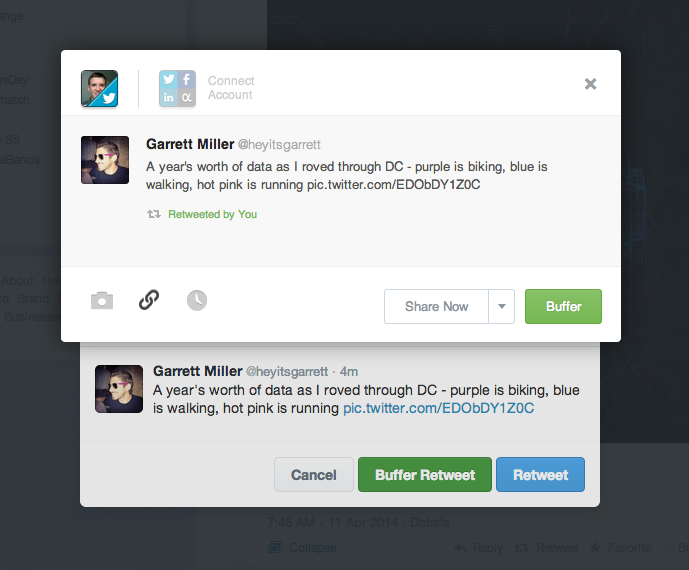 ange
Connect
Account
Garrett Miller @heyitsgarrett
A year's worth of data as I roved through DC - purple is biking, blue is
walking, hot pink is running pic.twitter.com/EDObDY1Z0C
Retweeted by You
Share Now
Buffer
Garrett Miller @heyitsgarrett · 4m
A year's worth of data as I roved through DC - purple is biking, blue
is walking, hot pink is running pic.twitter.com/EDObDY1Z0C
Cancel
Buffer Retweet
Retweet
psDay
match
$5
aBands
About
Brand
Business
7:46 AM - 11 Apr 2014 · Details
Collapse
Reply
Retweet
Favorite